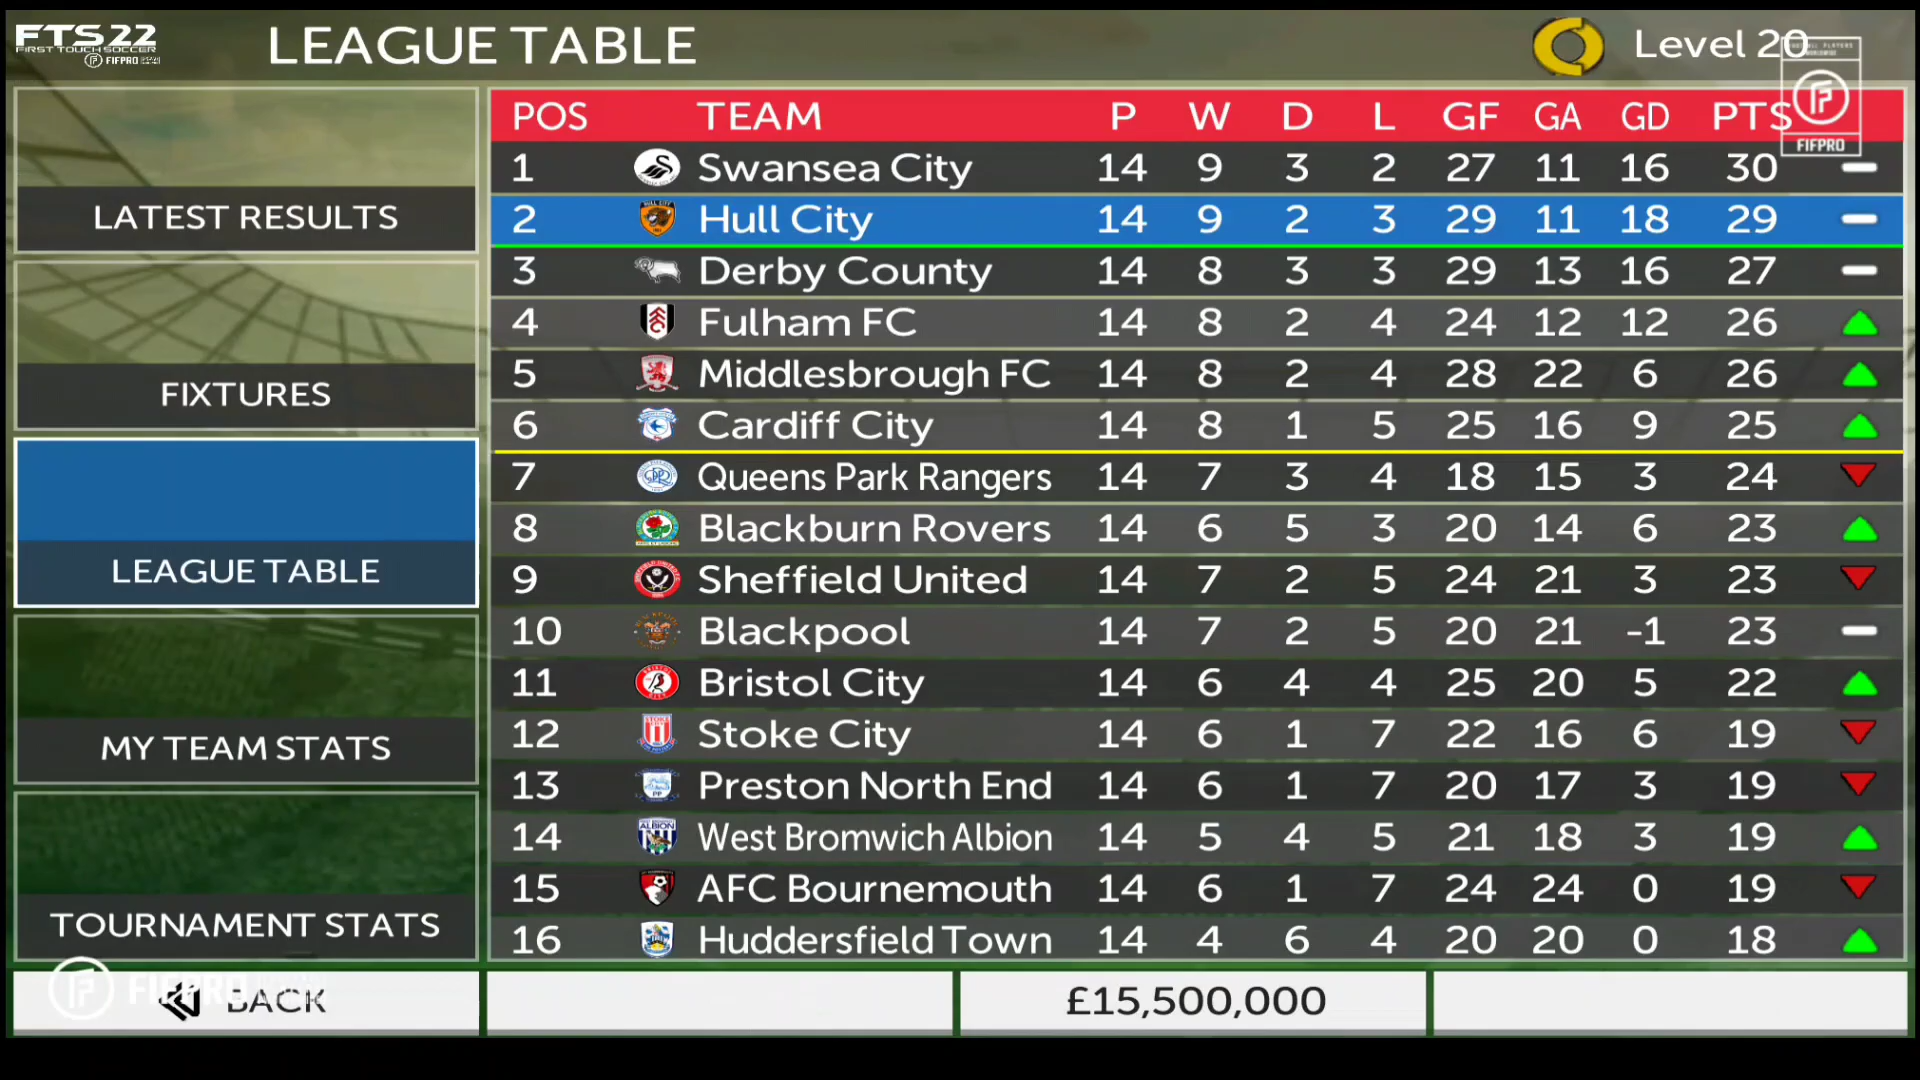 FTS22
FIRST TOUCH SOCCER
FIFPRO
LEAGUE TABLE
Level 20
FIFPRO
LATEST RESULTS
FIXTURES
LEAGUE TABLE
MY TEAM STATS
TOURNAMENT STATS
POS TEAM P W D L GF GA GD PTS
1 Swansea City 14 9 3 2 27 11 16 30
2 Hull City 14 9 2 3 29 11 18 29
3 Derby County 14 8 3 3 29 13 16 27
4 Fulham FC 14 8 2 4 24 12 12 26
5 Middlesbrough FC 14 8 2 4 28 22 6 26
6 Cardiff City 14 8 1 5 25 16 9 25
7 Queens Park Rangers 14 7 3 4 18 15 3 24
8 Blackburn Rovers 14 6 5 3 20 14 6 23
9 Sheffield United 14 7 2 5 24 21 3 23
10 Blackpool 14 7 2 5 20 21 -1 23
11 Bristol City 14 6 4 4 25 20 5 22
12 Stoke City 14 6 1 7 22 16 6 19
13 Preston North End 14 6 1 7 20 17 3 19
14 West Bromwich Albion 14 5 4 5 21 18 3 19
15 AFC Bournemouth 14 6 1 7 24 24 0 19
16 Huddersfield Town 14 4 6 4 20 20 0 18
FIFPRO
BACK
£15,500,000